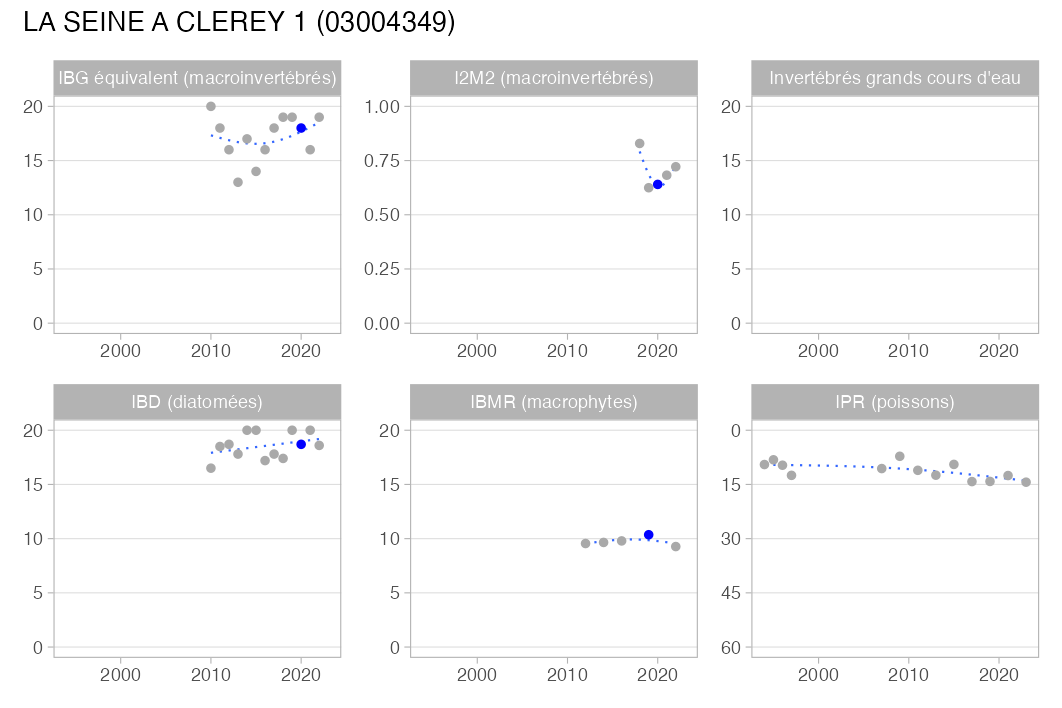 LA SEINE A CLEREY 1 (03004349)
IBG équivalent (macroinvertébrés)
20
15
10
5
0
2000 2010 2020
I2M2 (macroinvertébrés)
1.00
0.75
0.50
0.25
0.00
2000 2010 2020
Invertébrés grands cours d'eau
20
15
10
5
0
2000 2010 2020
IBD (diatomées)
20
15
10
5
0
2000 2010 2020
IBMR (macrophytes)
20
15
10
5
0
2000 2010 2020
IPR (poissons)
0
15
30
45
60
2000 2010 2020